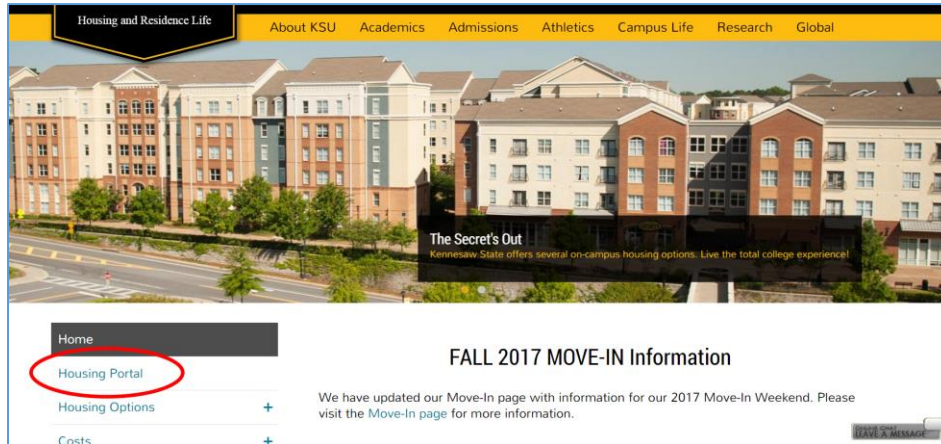 Housing and Residence Life
About KSU Academics Admissions Athletics Campus Life Research Global
The Secret's Out
Kennesaw State offers several on-campus housing options. Live the total college experience!
Home
Housing Portal
Housing Options +
Costs +
FALL 2017 MOVE-IN Information
We have updated our Move-In page with information for our 2017 Move-In Weekend. Please
visit the Move-In page for more information.
LEAVE A MESSAGE